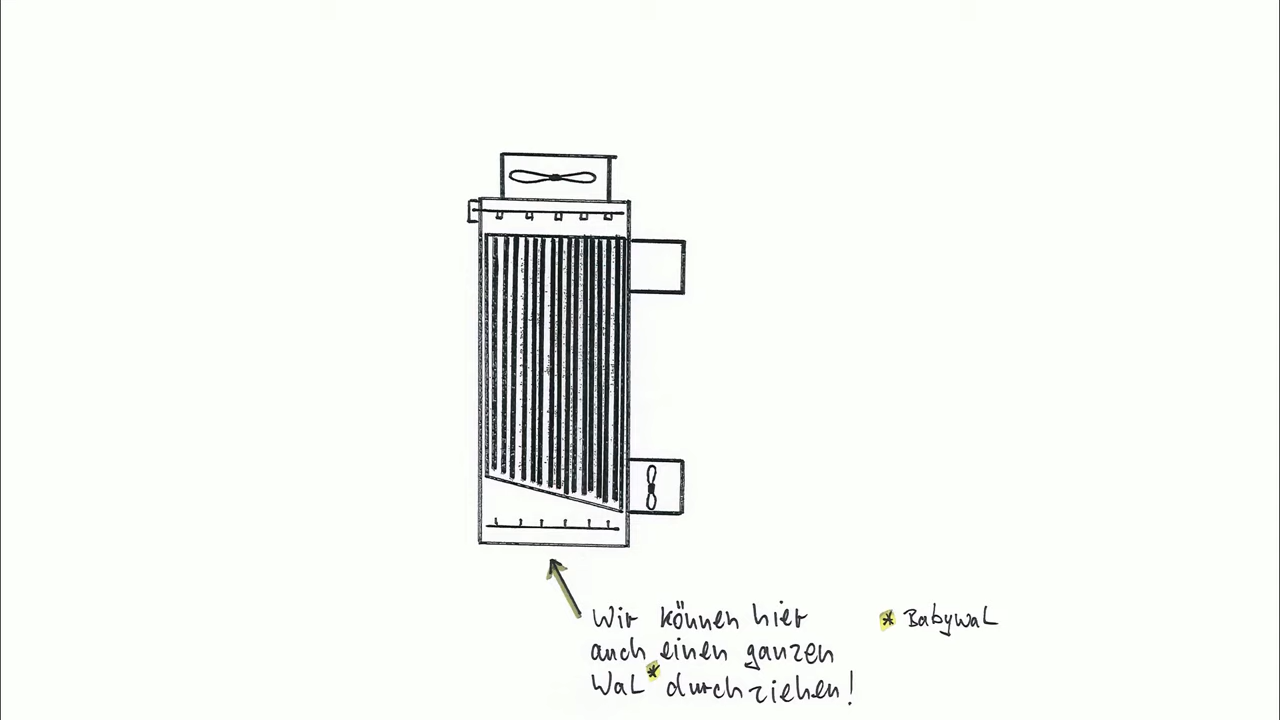 Wir können hier
auch einen ganzen
Wal* durchziehen!
* Babywal